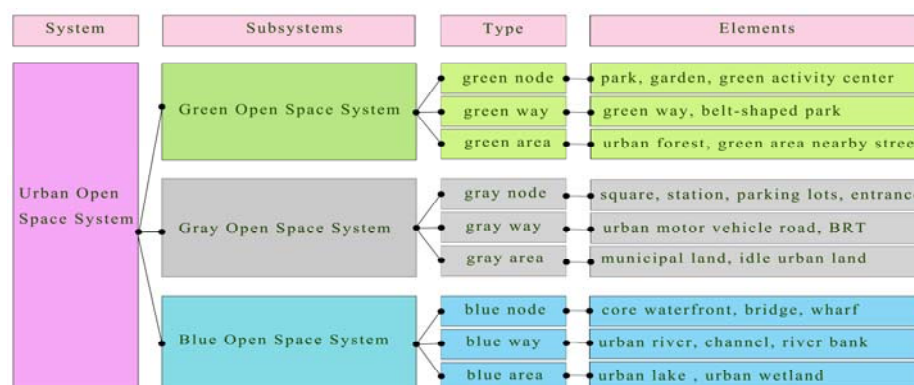 System Subsystems Type Elements
green node park, garden, green activity center
Green Open Space System green way green way, belt-shaped park
green area urban forest, green area nearby stree
Urban Open
Space System
gray node square, station, parking lots, entrance
Gray Open Space System gray way urban motor vehicle road, BRT
gray area municipal land, idle urban land
blue node core waterfront, bridge, wharf
Blue Open Space System blue way urban river, channel, river bank
blue area urban lake , urban wetland